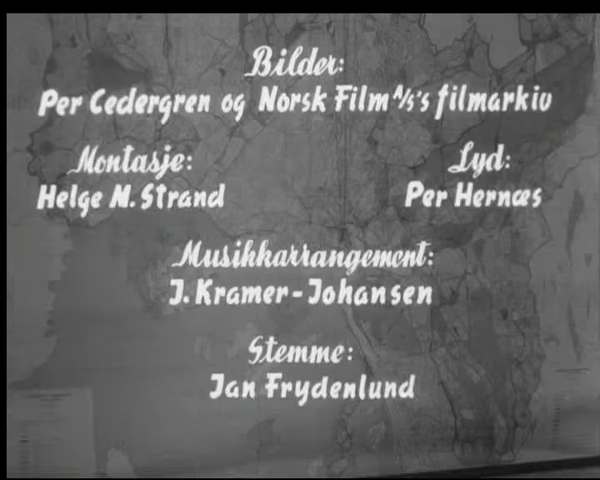 Bilder:
Per Cedergren og Norsk Film A/S's filmarkiv
Montasje:
Helge M. Strand
Lyd:
Per Hernæs
Musikkarrangement:
J. Kramer-Johansen
Stemme:
Jan Frydenlund